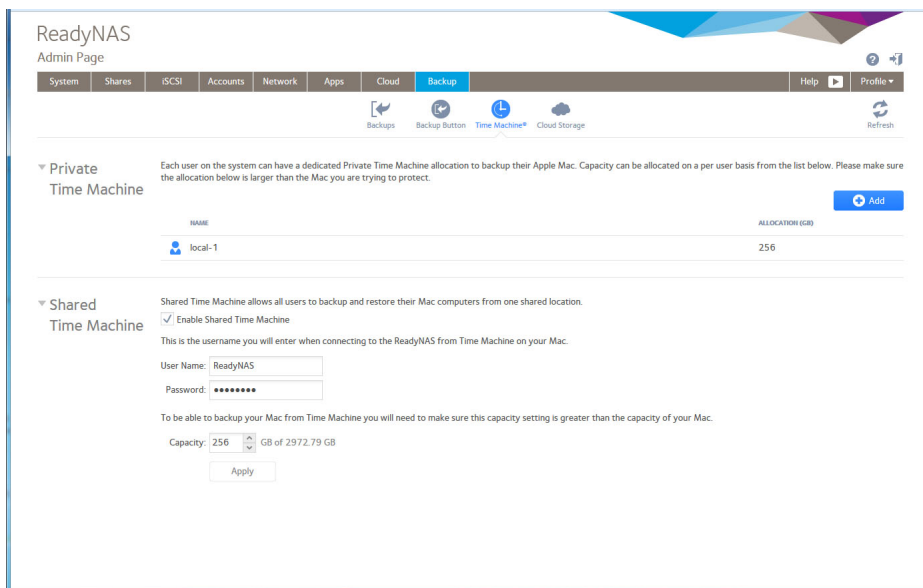 ReadyNAS
Admin Page
System Shares iSCSI Accounts Network Apps Cloud Backup Help Profile
Backups Backup Button Time Machine® Cloud Storage Refresh
Private
Time Machine
Each user on the system can have a dedicated Private Time Machine allocation to backup their Apple Mac. Capacity can be allocated on a per user basis from the list below. Please make sure
the allocation below is larger than the Mac you are trying to protect.
Add
NAME ALLOCATION (GB)
local-1 256
Shared
Time Machine
Shared Time Machine allows all users to backup and restore their Mac computers from one shared location.
Enable Shared Time Machine
This is the username you will enter when connecting to the ReadyNAS from Time Machine on your Mac.
User Name: ReadyNAS
Password: ••••••••
To be able to backup your Mac from Time Machine you will need to make sure this capacity setting is greater than the capacity of your Mac.
Capacity: 256 GB of 2972.79 GB
Apply